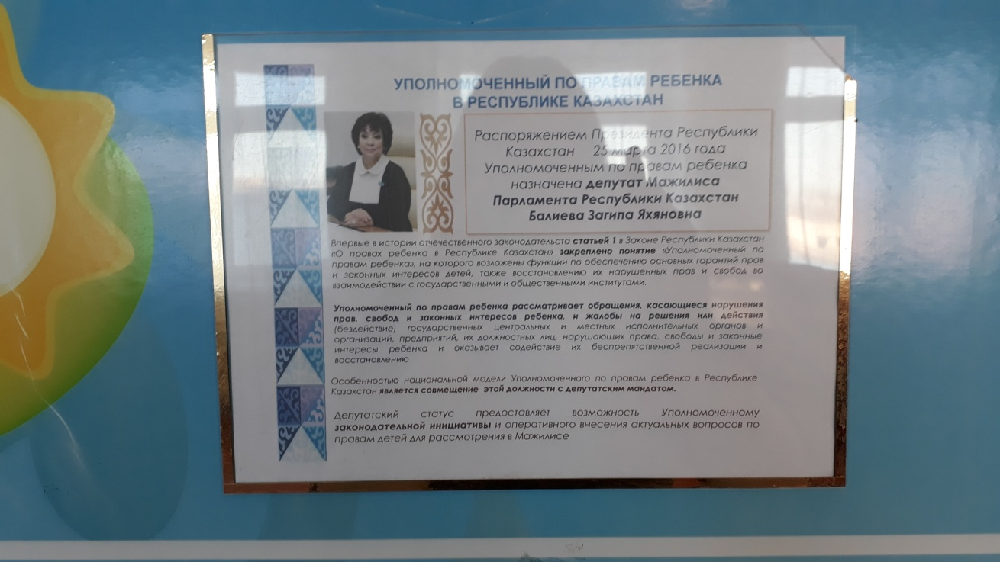 УПОЛНОМОЧЕННЫЙ ПО ПРАВАМ РЕБЕНКА
В РЕСПУБЛИКЕ КАЗАХСТАН
Распоряжением Президента Республики
Казахстан 25 марта 2016 года
Уполномоченным по правам ребенка
назначена депутат Мажилиса
Парламента Республики Казахстан
Балиева Загипа Яхяновна
Впервые в истории отчечественного законодательста статьей 1 в Законе Республики Казахстан
«О правах ребенка в Республике Казахстан» закреплено понятие «Уполномоченный по
правам ребенка», на которого возложены функции по обеспечению основных гарантий прав
и законных интересов детей, также восстановлению их нарушенных прав и свобод во
взаимодействии с государственными и общественными институтами.
Уполномоченный по правам ребенка рассматривает обращения, касающиеся нарушения
прав, свобод и законных интересов ребенка, и жалобы на решения или действия
(бездействие) государственных центральных и местных исполнительных органов и
организаций, предприятий, их должностных лиц, нарушающих права, свободы и законные
интересы ребенка и оказывает содействие их беспрепятственной реализации и
восстановлению
Особенностью национальной модели Уполномоченного по правам ребенка в Республике
Казахстан является совмещение этой должности с депутатским мандатом.
Депутатский статус предоставляет возможность Уполномоченному
законодательной инициативы и оперативного внесения актуальных вопросов по
правам детей для рассмотрения в Мажилисе